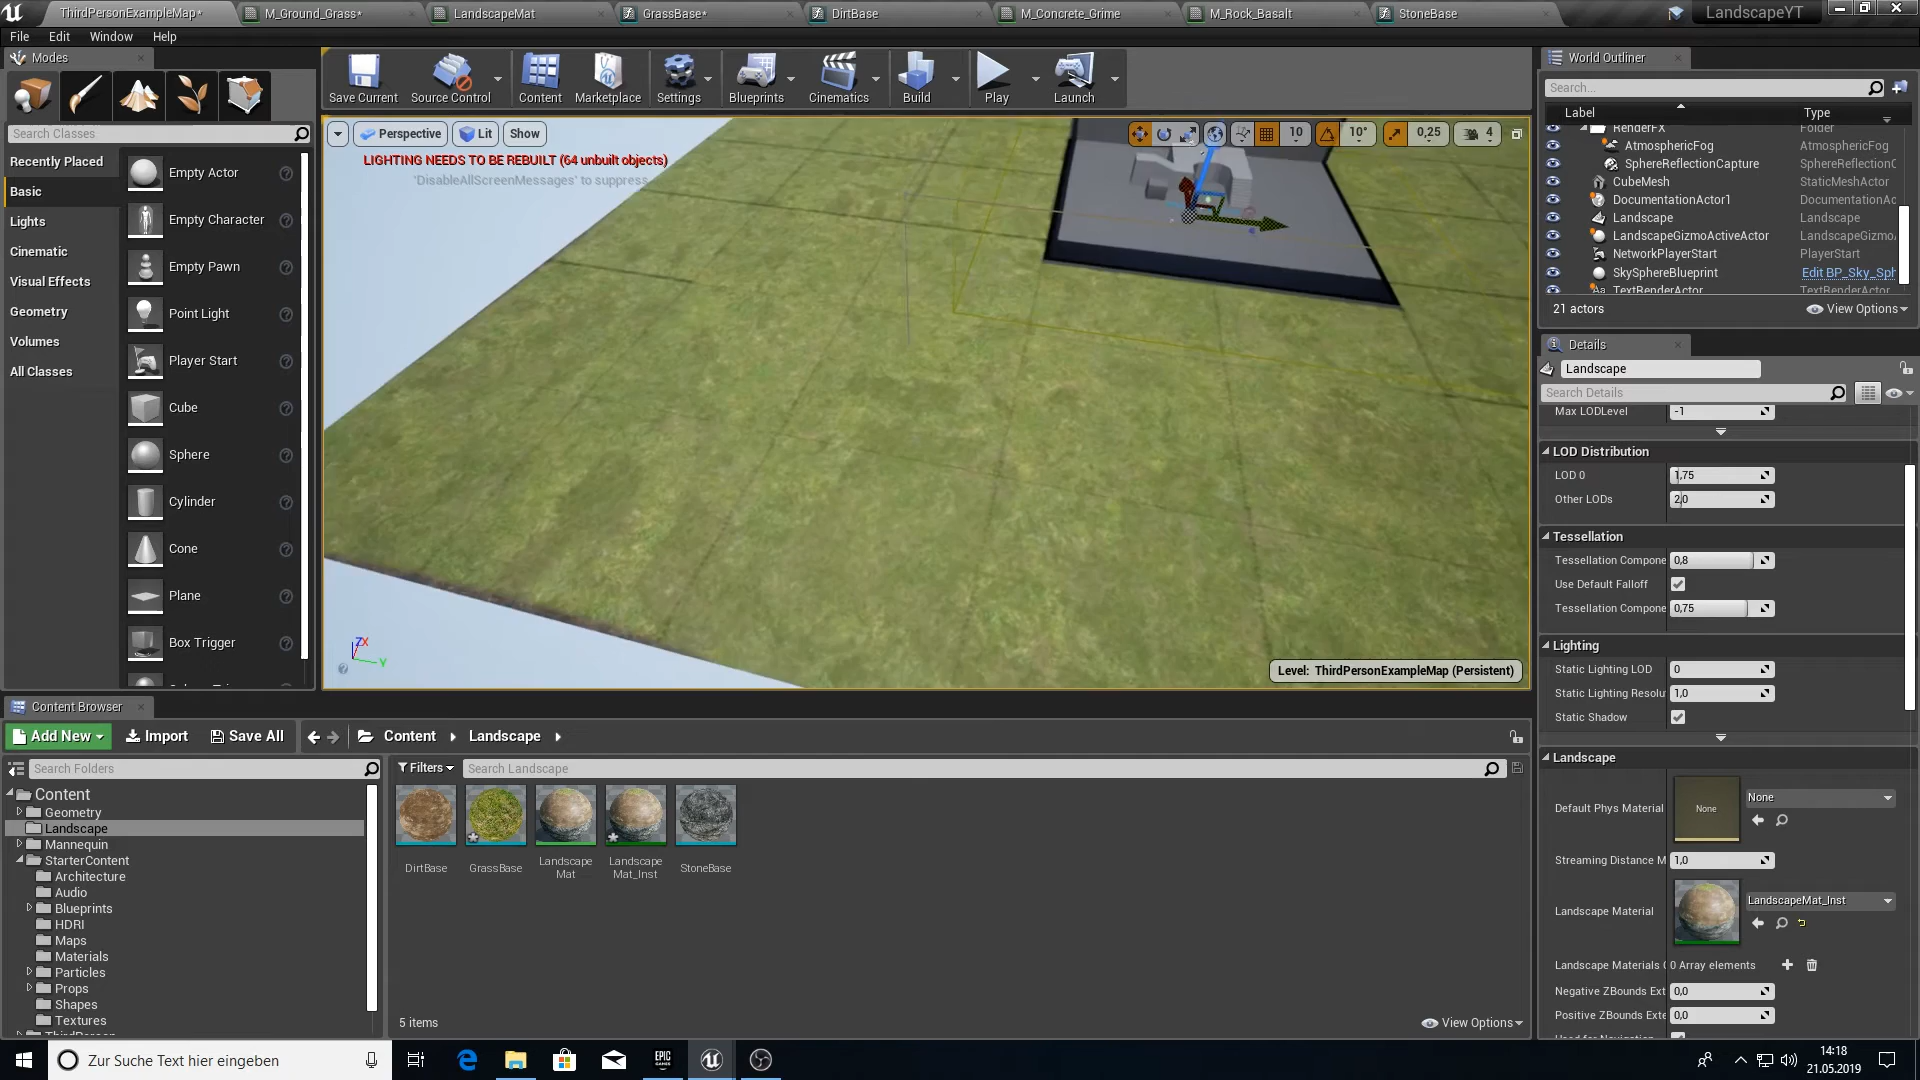 ThirdPersonExampleMap*
M_Ground_Grass*
LandscapeMat
GrassBase*
DirtBase
M_Concrete_Grime
M_Rock_Basalt
StoneBase
LandscapeYT
File Edit Window Help
Modes
Search Classes
Recently Placed
Basic
Lights
Cinematic
Visual Effects
Geometry
Volumes
All Classes
Empty Actor
Empty Character
Empty Pawn
Point Light
Player Start
Cube
Sphere
Cylinder
Cone
Plane
Box Trigger
Save Current
Source Control
Content
Marketplace
Settings
Blueprints
Cinematics
Build
Play
Launch
Perspective Lit Show
10 10° 0,25 4
LIGHTING NEEDS TO BE REBUILT (64 unbuilt objects)
'DisableAllScreenMessages' to suppress
Z X
Y
Level: ThirdPersonExampleMap (Persistent)
World Outliner
Search...
Label Type
RenderFX Folder
AtmosphericFog AtmosphericFog
SphereReflectionCapture SphereReflectionC
CubeMesh StaticMeshActor
DocumentationActor1 DocumentationAc
Landscape Landscape
LandscapeGizmoActiveActor LandscapeGizmo
NetworkPlayerStart PlayerStart
SkySphereBlueprint Edit BP_Sky_Sph
TextRenderActor TextRenderActor
21 actors View Options
Details
Landscape
Search Details
Max LODLevel -1
LOD Distribution
LOD 0 1,75
Other LODs 2,0
Tessellation
Tessellation Compone 0,8
Use Default Falloff
Tessellation Compone 0,75
Lighting
Static Lighting LOD 0
Static Lighting Resolu 1,0
Static Shadow
Landscape
Default Phys Material None None
Streaming Distance M 1,0
Landscape Material LandscapeMat_Inst
Landscape Materials 0 Array elements
Negative ZBounds Ext 0,0
Positive ZBounds Exte 0,0
Content Browser
Add New Import Save All Content Landscape
Search Folders
Content
Geometry
Landscape
Mannequin
StarterContent
Architecture
Audio
Blueprints
HDRI
Maps
Materials
Particles
Props
Shapes
Textures
Filters Search Landscape
DirtBase
GrassBase
Landscape
Mat
Landscape
Mat_Inst
StoneBase
5 items View Options
Zur Suche Text hier eingeben
EPIC
GAMES
14:18
21.05.2019